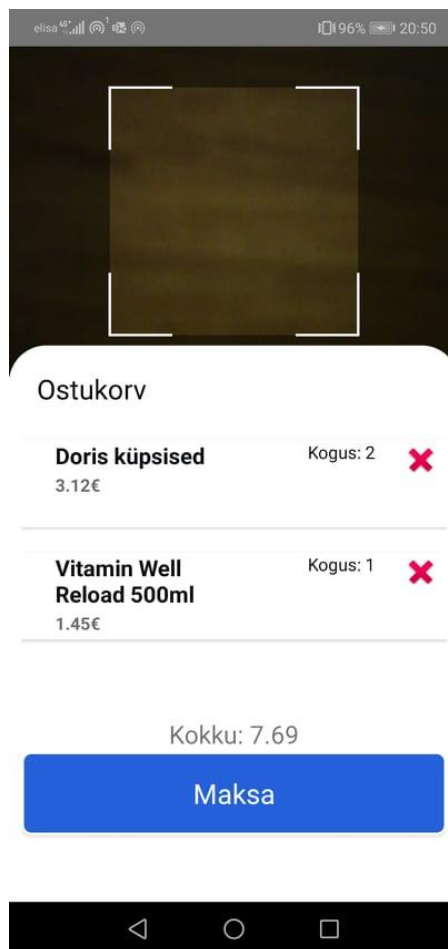 elisa 4G+ 96% 20:50
Ostukorv
Doris küpsised Kogus: 2
3.12€
Vitamin Well Kogus: 1
Reload 500ml
1.45€
Kokku: 7.69
Maksa